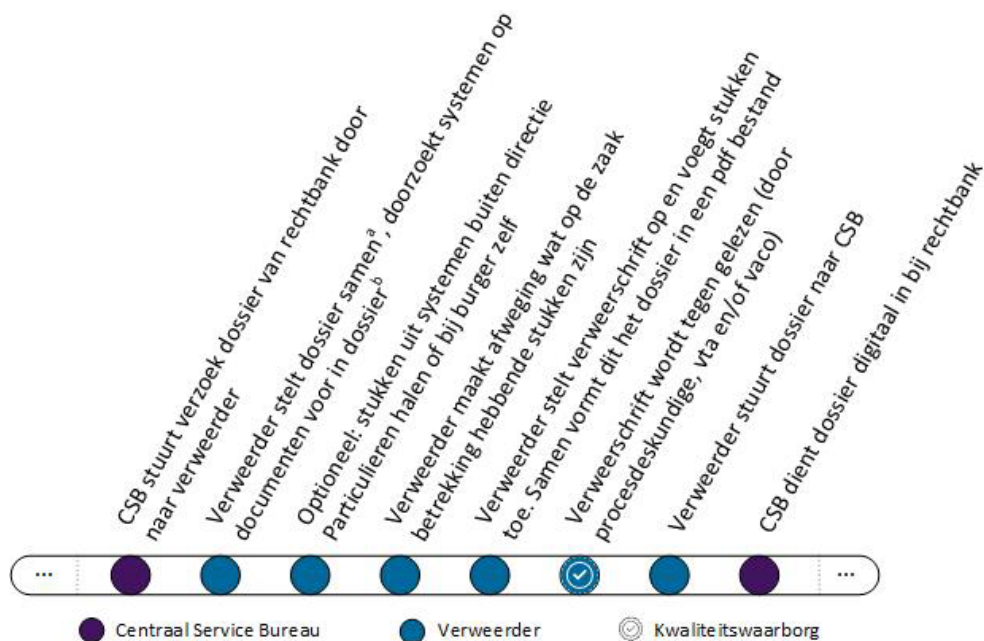 CSB stuurt verzoek dossier van rechtbank door
naar verweerder
Verweerder stelt dossier samenᵃ, doorzoekt systemen op
documenten voor in dossierᵇ
Optioneel: stukken uit systemen buiten directie
Particulieren halen of bij burger zelf
Verweerder maakt afweging wat op de zaak
betrekking hebbende stukken zijn
Verweerder stelt verweerschrift op en voegt stukken
toe. Samen vormt dit het dossier in een pdf bestand
Verweerschrift wordt tegen gelezen (door
procesdeskundige, vta en/of vaco)
Verweerder stuurt dossier naar CSB
CSB dient dossier digitaal in bij rechtbank
... ...
Centraal Service Bureau Verweerder Kwaliteitswaarborg